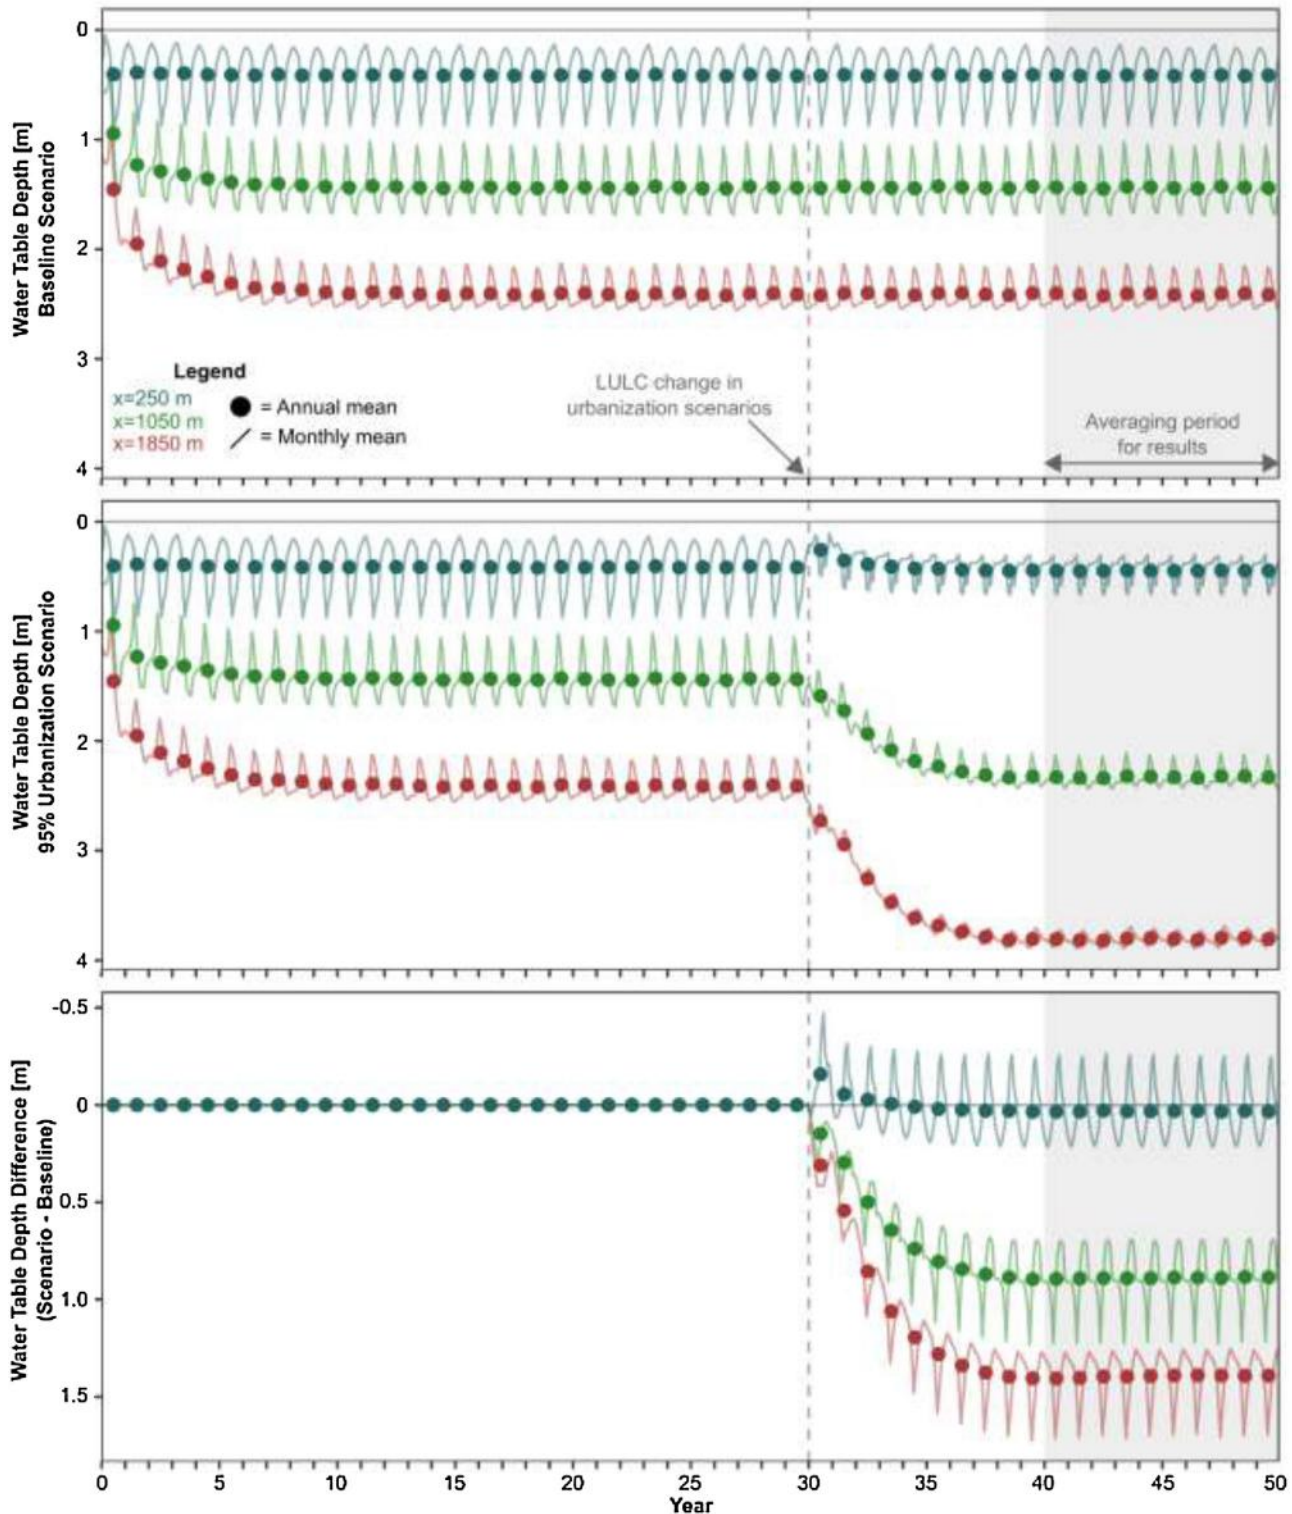 Water Table Depth [m]
Baseline Scenario
0
1
2
3
4
Legend
x=250 m
x=1050 m
x=1850 m
= Annual mean
= Monthly mean
LULC change in
urbanization scenarios
Averaging period
for results
Water Table Depth [m]
95% Urbanization Scenario
0
1
2
3
4
Water Table Depth Difference [m]
(Scenario - Baseline)
-0.5
0
0.5
1.0
1.5
0 5 10 15 20 25 30 35 40 45 50
Year